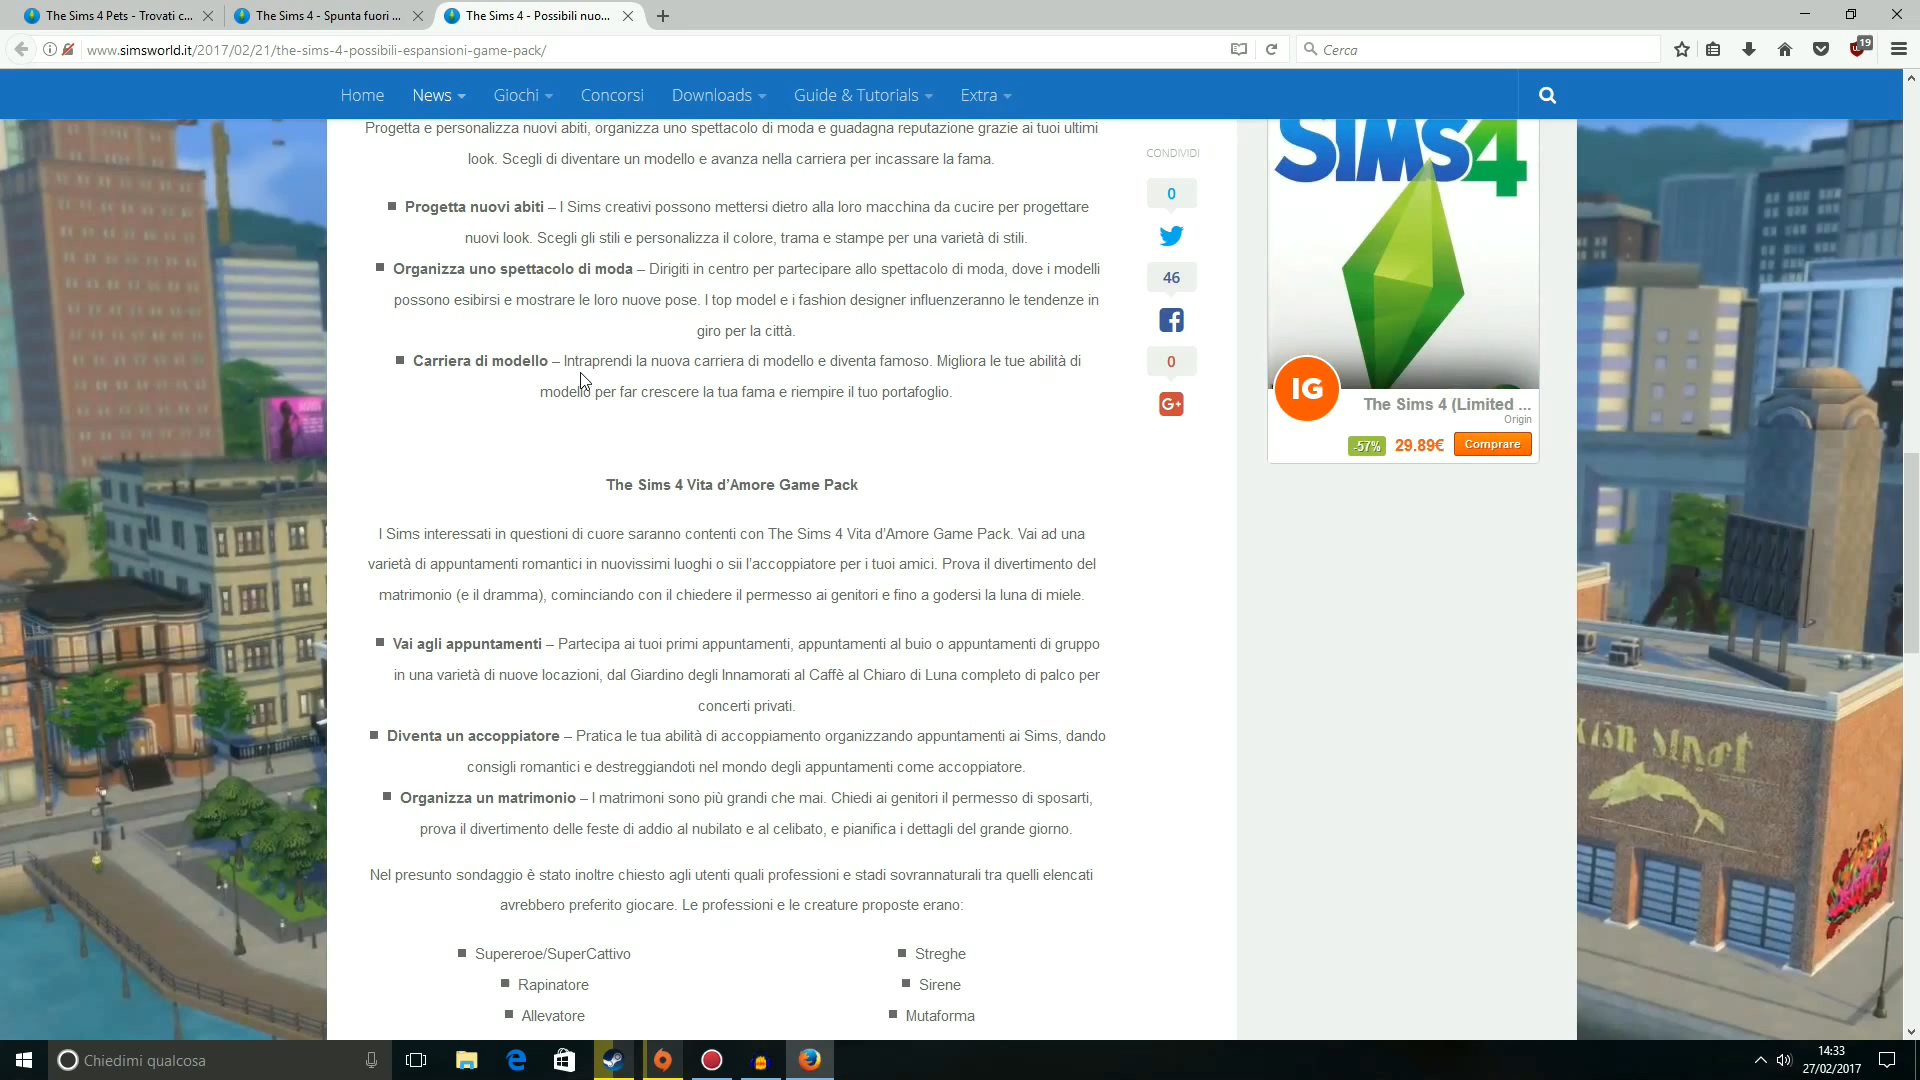 The Sims 4 Pets - Trovati c...
The Sims 4 - Spunta fuori ...
The Sims 4 - Possibili nuo...
www.simsworld.it/2017/02/21/the-sims-4-possibili-espansioni-game-pack/
Cerca
19
Home
News
Giochi
Concorsi
Downloads
Guide & Tutorials
Extra
Progetta e personalizza nuovi abiti, organizza uno spettacolo di moda e guadagna reputazione grazie ai tuoi ultimi
look. Scegli di diventare un modello e avanza nella carriera per incassare la fama.
Progetta nuovi abiti – I Sims creativi possono mettersi dietro alla loro macchina da cucire per progettare
nuovi look. Scegli gli stili e personalizza il colore, trama e stampe per una varietà di stili.
Organizza uno spettacolo di moda – Dirigiti in centro per partecipare allo spettacolo di moda, dove i modelli
possono esibirsi e mostrare le loro nuove pose. I top model e i fashion designer influenzeranno le tendenze in
giro per la città.
Carriera di modello – Intraprendi la nuova carriera di modello e diventa famoso. Migliora le tue abilità di
modello per far crescere la tua fama e riempire il tuo portafoglio.
The Sims 4 Vita d'Amore Game Pack
I Sims interessati in questioni di cuore saranno contenti con The Sims 4 Vita d'Amore Game Pack. Vai ad una
varietà di appuntamenti romantici in nuovissimi luoghi o sii l'accoppiatore per i tuoi amici. Prova il divertimento del
matrimonio (e il dramma), cominciando con il chiedere il permesso ai genitori e fino a godersi la luna di miele.
Vai agli appuntamenti – Partecipa ai tuoi primi appuntamenti, appuntamenti al buio o appuntamenti di gruppo
in una varietà di nuove locazioni, dal Giardino degli Innamorati al Caffè al Chiaro di Luna completo di palco per
concerti privati.
Diventa un accoppiatore – Pratica le tua abilità di accoppiamento organizzando appuntamenti ai Sims, dando
consigli romantici e destreggiandoti nel mondo degli appuntamenti come accoppiatore.
Organizza un matrimonio – I matrimoni sono più grandi che mai. Chiedi ai genitori il permesso di sposarti,
prova il divertimento delle feste di addio al nubilato e al celibato, e pianifica i dettagli del grande giorno.
Nel presunto sondaggio è stato inoltre chiesto agli utenti quali professioni e stadi sovrannaturali tra quelli elencati
avrebbero preferito giocare. Le professioni e le creature proposte erano:
Supereroe/SuperCattivo
Rapinatore
Allevatore
Streghe
Sirene
Mutaforma
CONDIVIDI
0
46
0
G+
SIMS 4
IG
The Sims 4 (Limited ...
Origin
-57%
29.89€
Comprare
Chiedimi qualcosa
14:33
27/02/2017